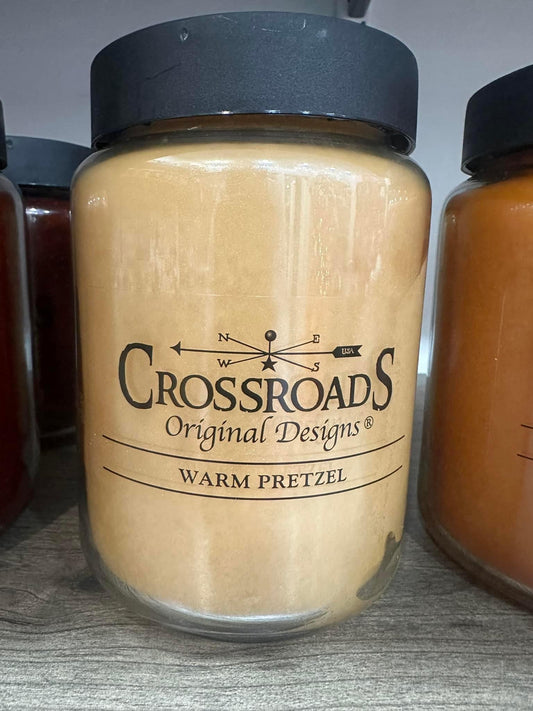 N E
USA
W S
CROSSROADS
Original Designs®
WARM PRETZEL